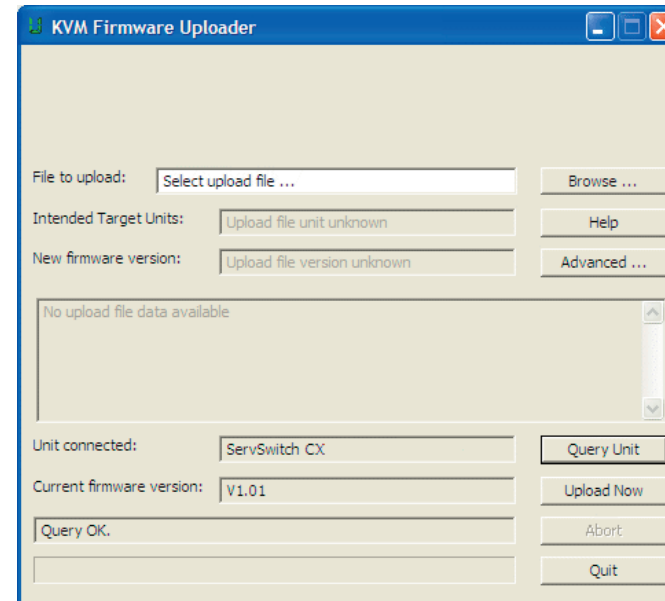 KVM Firmware Uploader
File to upload: Select upload file ... Browse ...
Intended Target Units: Upload file unit unknown Help
New firmware version: Upload file version unknown Advanced ...
No upload file data available
Unit connected: ServSwitch CX Query Unit
Current firmware version: V1.01 Upload Now
Query OK. Abort
Quit